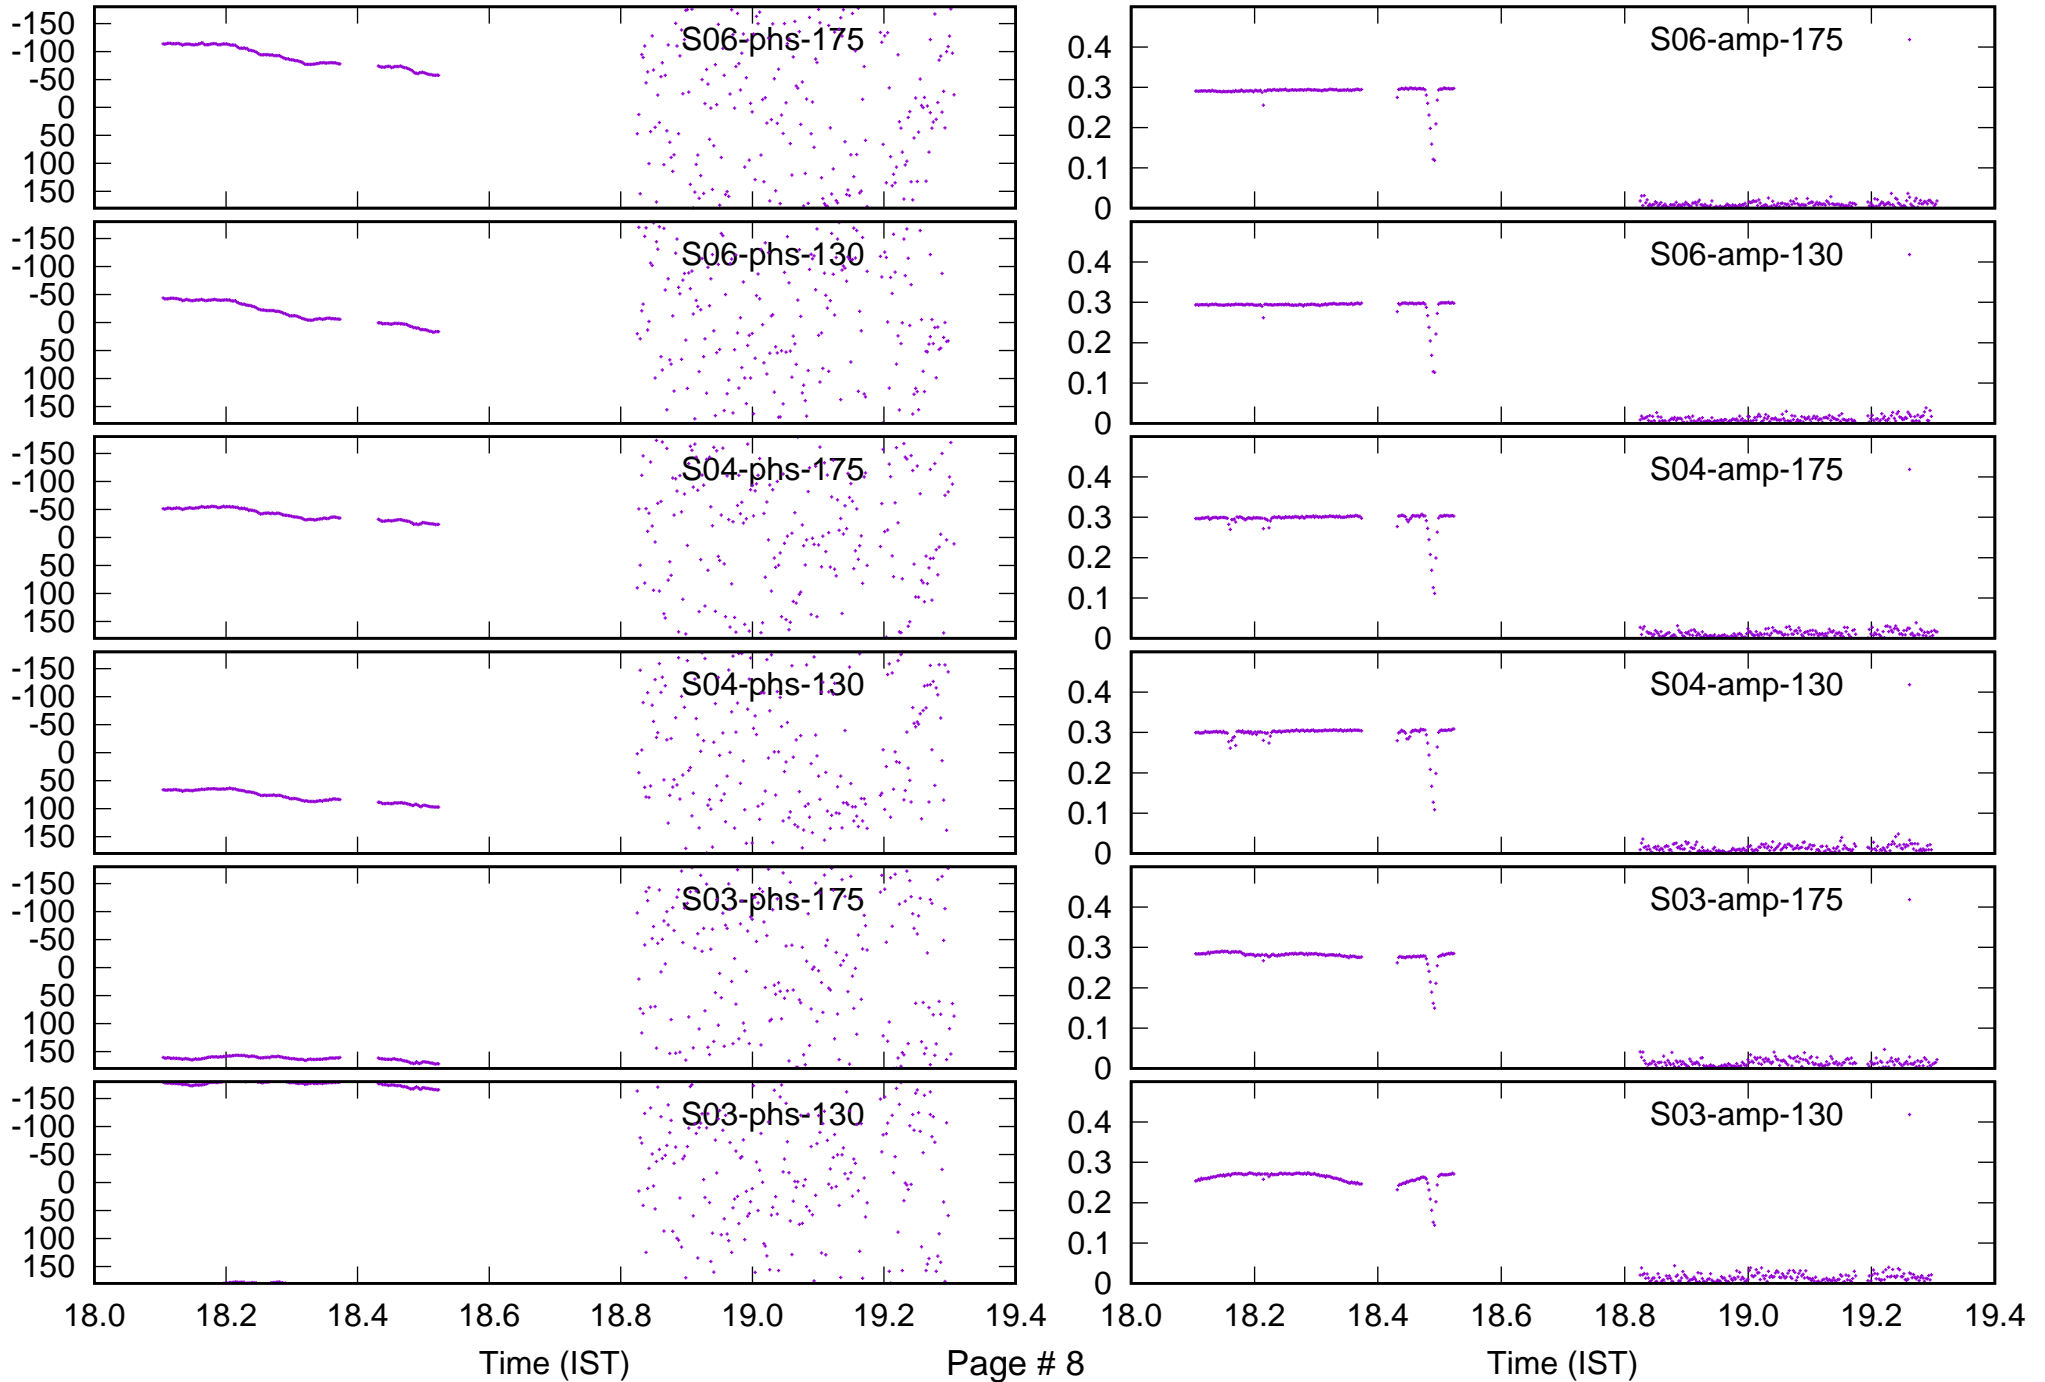 -150 -100 -50 0 50 100 150 S06-phs-175
0.4 0.3 0.2 0.1 0 S06-amp-175
-150 -100 -50 0 50 100 150 S06-phs-130
0.4 0.3 0.2 0.1 0 S06-amp-130
-150 -100 -50 0 50 100 150 S04-phs-175
0.4 0.3 0.2 0.1 0 S04-amp-175
-150 -100 -50 0 50 100 150 S04-phs-130
0.4 0.3 0.2 0.1 0 S04-amp-130
-150 -100 -50 0 50 100 150 S03-phs-175
0.4 0.3 0.2 0.1 0 S03-amp-175
-150 -100 -50 0 50 100 150 S03-phs-130
0.4 0.3 0.2 0.1 0 S03-amp-130
18.0 18.2 18.4 18.6 18.8 19.0 19.2 19.4
18.0 18.2 18.4 18.6 18.8 19.0 19.2 19.4
Time (IST) Page # 8 Time (IST)